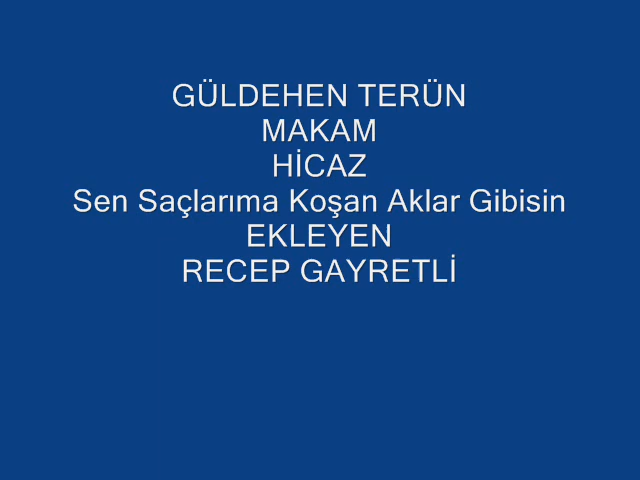 GÜLDEHEN TERÜN
MAKAM
HİCAZ
Sen Saçlarıma Koşan Aklar Gibisin
EKLEYEN
RECEP GAYRETLİ